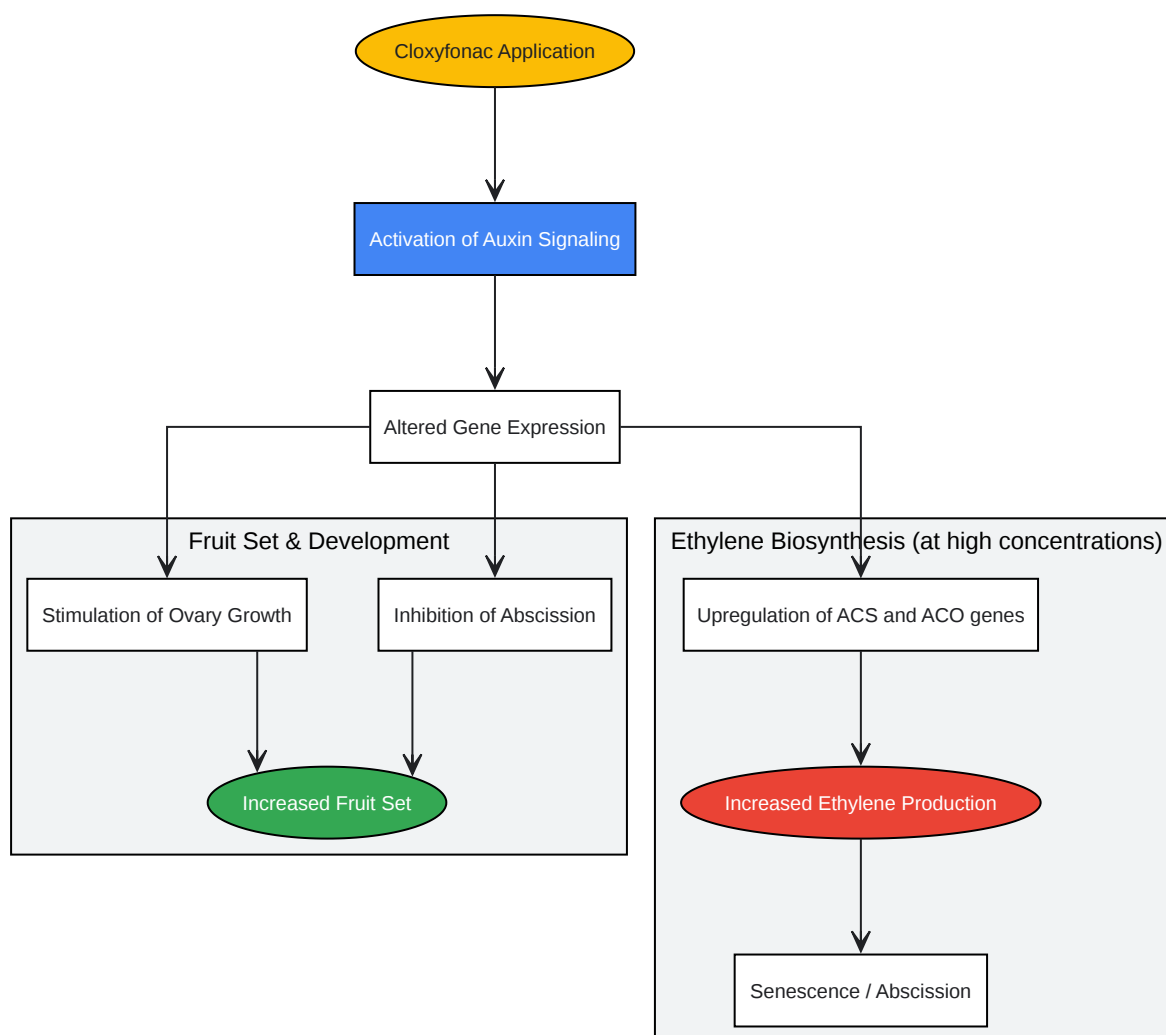 Cloxyfonac Application
Activation of Auxin Signaling
Altered Gene Expression
Fruit Set & Development
Ethylene Biosynthesis (at high concentrations)
Stimulation of Ovary Growth
Inhibition of Abscission
Upregulation of ACS and ACO genes
Increased Fruit Set
Increased Ethylene Production
Senescence / Abscission